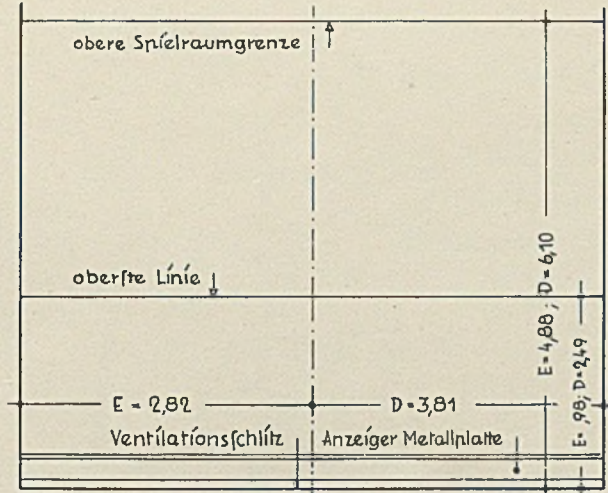 obere Spielraumgrenze
oberſte Linie
E = 4,88; D = 6,10
E = ,98; D = 2,49
E = 2,82
D = 3,81
Ventilationsſchlitz
Anzeiger Metallplatte